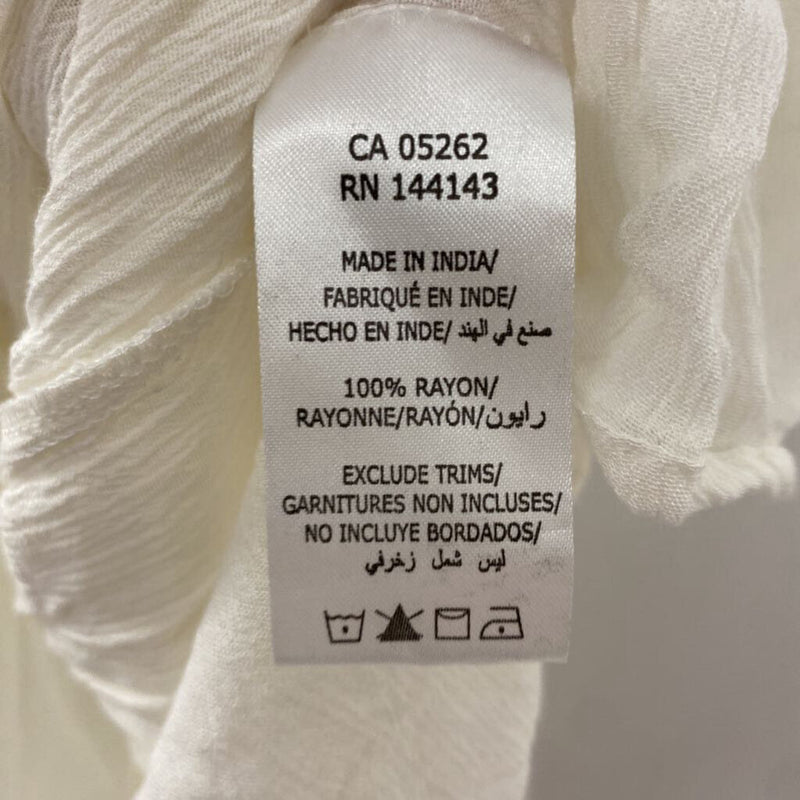 CA 05262
RN 144143
MADE IN INDIA/
FABRIQUÉ EN INDE/
HECHO EN INDE/ صنع في الهند
100% RAYON/
RAYONNE/RAYÓN/رايون
EXCLUDE TRIMS/
GARNITURES NON INCLUSES/
NO INCLUYE BORDADOS/
ليس شمل زخرفي